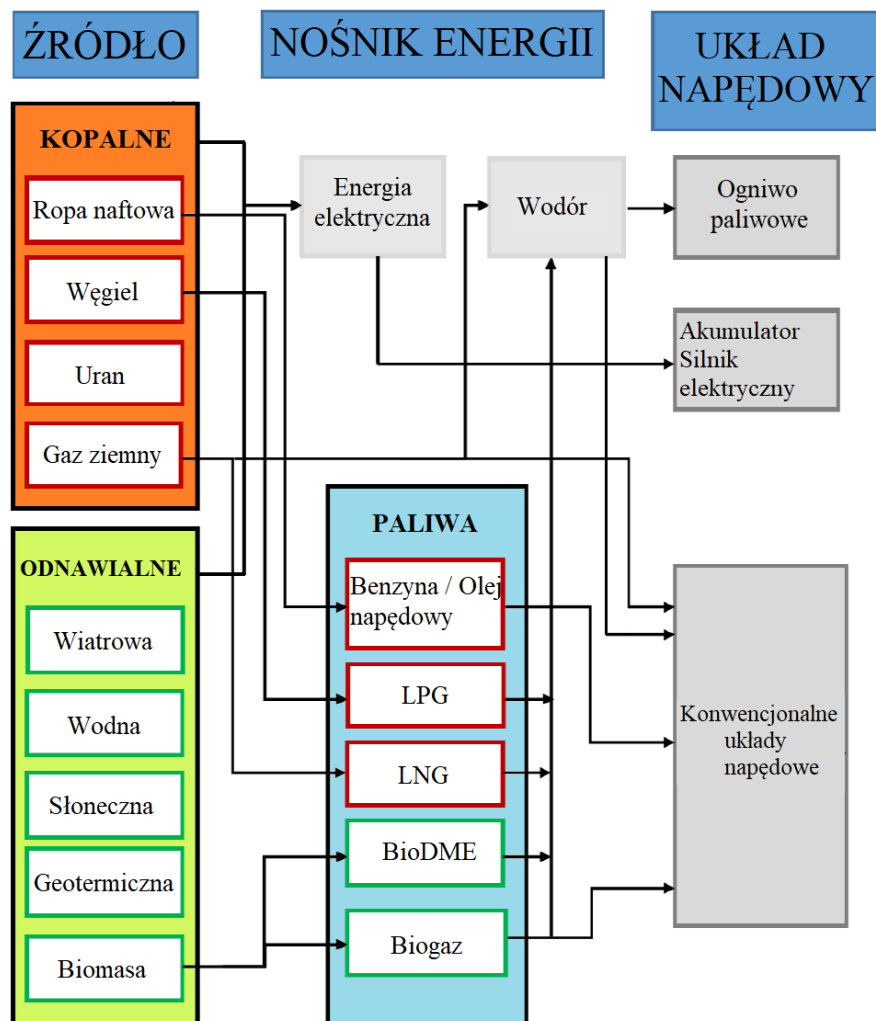 ŹRÓDŁO
NOŚNIK ENERGII
UKŁAD
NAPĘDOWY
KOPALNE
Ropa naftowa
Węgiel
Uran
Gaz ziemny
ODNAWIALNE
Wiatrowa
Wodna
Słoneczna
Geotermiczna
Biomasa
Energia
elektryczna
Wodór
PALIWA
Benzyna / Olej
napędowy
LPG
LNG
BioDME
Biogaz
Ogniwo
paliwowe
Akumulator
Silnik
elektryczny
Konwencjonalne
układy
napędowe